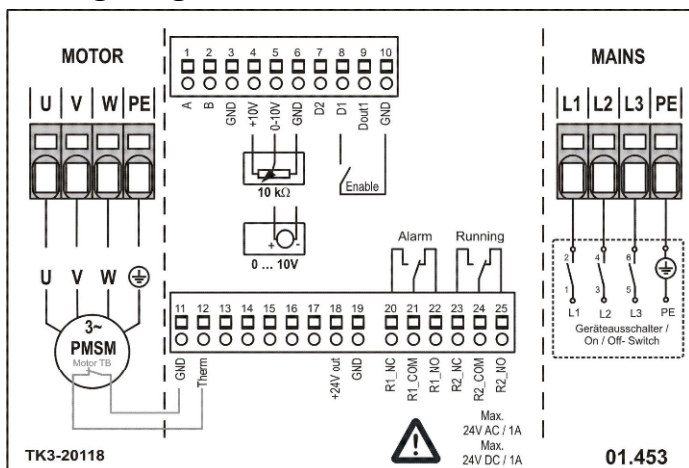 MOTOR
U V W PE
U V W
3~
PMSM
Motor TB
TK3-20118
1 2 3 4 5 6 7 8 9 10
A B GND +10V 0-10V GND D2 D1 Dout1 GND
10 kΩ
Enable
+ -
0 ... 10V
Alarm Running
11 12 13 14 15 16 17 18 19 20 21 22 23 24 25
GND Therm +24V out GND R1_NC R1_COM R1_NO R2_NC R2_COM R2_NO
Max.
24V AC / 1A
Max.
24V DC / 1A
MAINS
L1 L2 L3 PE
2 4 6
1 3 5
L1 L2 L3 PE
Geräteausschalter /
On / Off- Switch
01.453